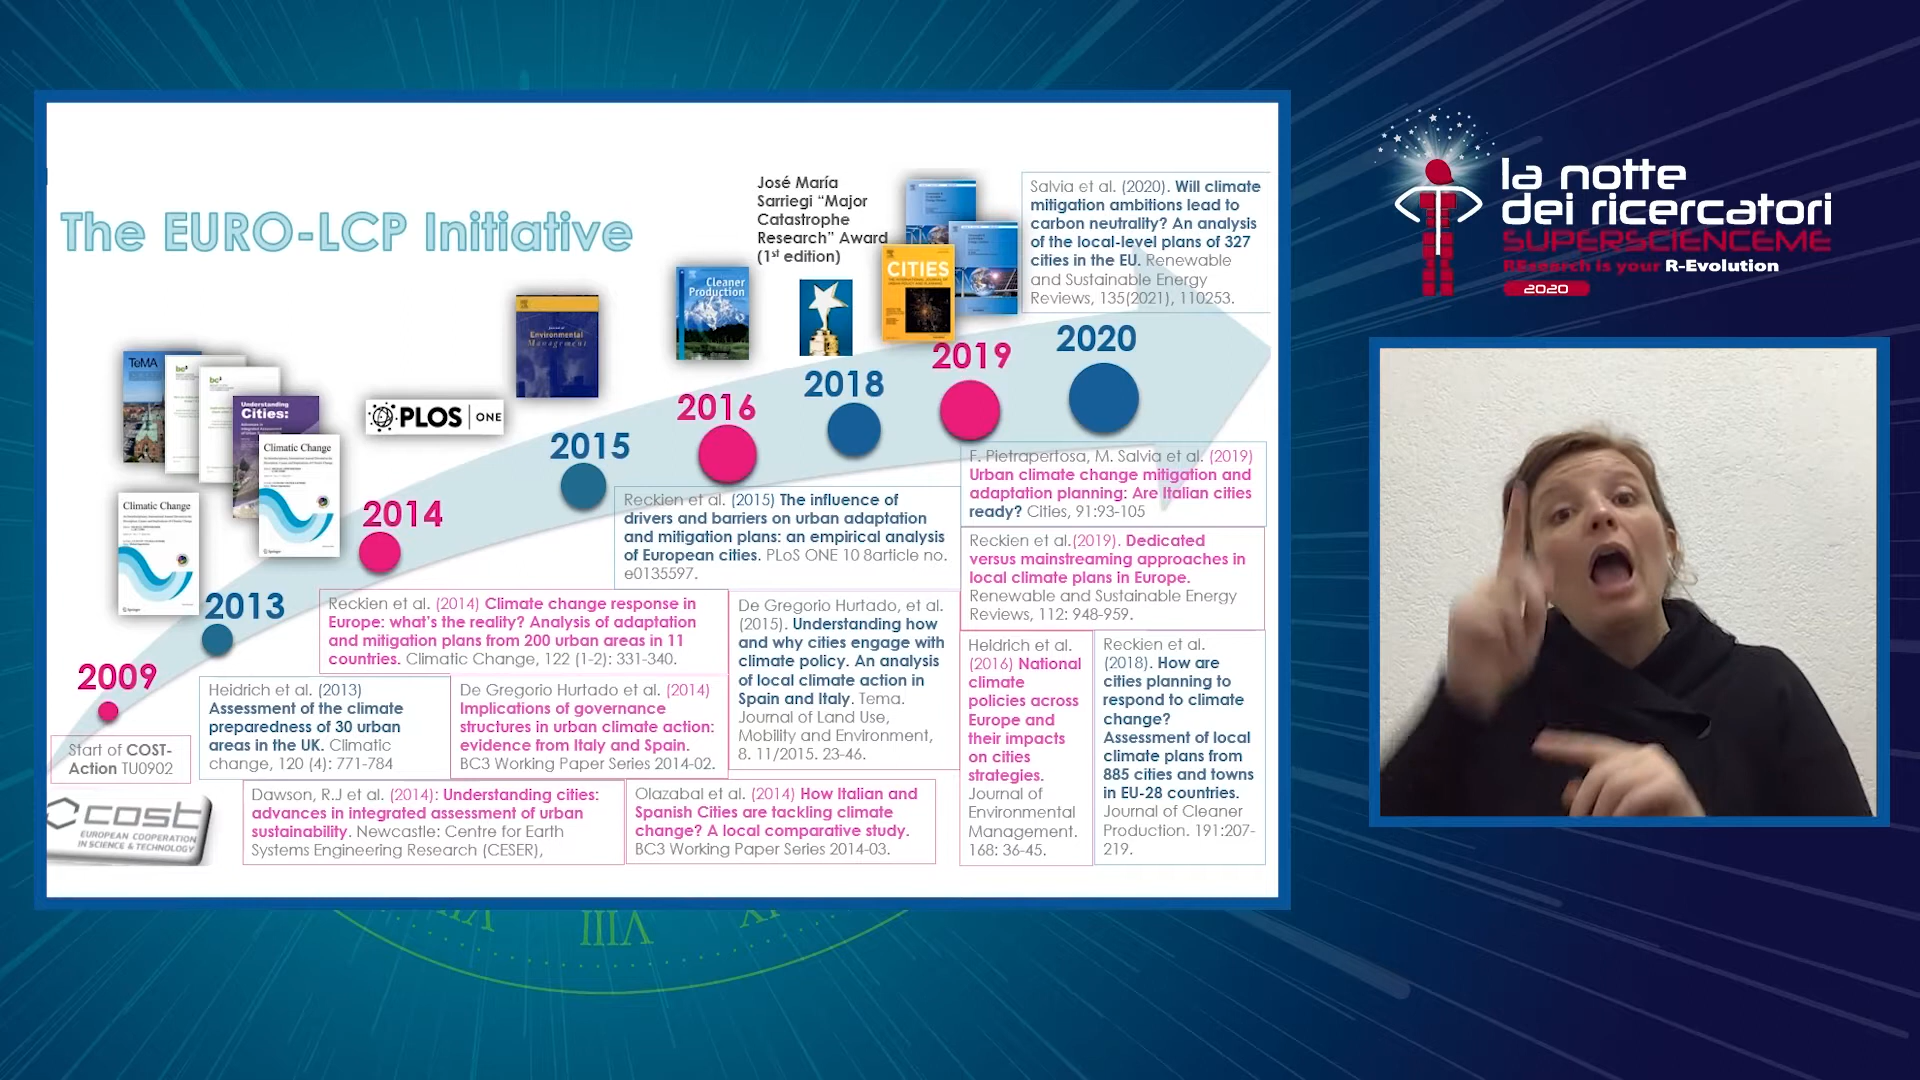 The EURO-LCP Initiative
José María
Sarriegi “Major
Catastrophe
Research” Award
(1st edition)
Salvia et al. (2020). Will climate
mitigation ambitions lead to
carbon neutrality? An analysis
of the local-level plans of 327
cities in the EU. Renewable
and Sustainable Energy
Reviews, 135(2021), 110253.
CITIES
Cleaner
Production
Journal of
Environmental
Management
TeMA
bc3
bc3
Understanding
Cities:
Climatic Change
Climatic Change
PLOS ONE
2009
2013
2014
2015
2016
2018
2019
2020
Start of COST-
Action TU0902
COST
EUROPEAN COOPERATION
IN SCIENCE & TECHNOLOGY
Heidrich et al. (2013)
Assessment of the climate
preparedness of 30 urban
areas in the UK. Climatic
change, 120 (4): 771-784
Reckien et al. (2014) Climate change response in
Europe: what’s the reality? Analysis of adaptation
and mitigation plans from 200 urban areas in 11
countries. Climatic Change, 122 (1-2): 331-340.
De Gregorio Hurtado et al. (2014)
Implications of governance
structures in urban climate action:
evidence from Italy and Spain.
BC3 Working Paper Series 2014-02.
Dawson, R.J et al. (2014): Understanding cities:
advances in integrated assessment of urban
sustainability. Newcastle: Centre for Earth
Systems Engineering Research (CESER),
Olazabal et al. (2014) How Italian and
Spanish Cities are tackling climate
change? A local comparative study.
BC3 Working Paper Series 2014-03.
Reckien et al. (2015) The influence of
drivers and barriers on urban adaptation
and mitigation plans: an empirical analysis
of European cities. PLoS ONE 10 8article no.
e0135597.
De Gregorio Hurtado, et al.
(2015). Understanding how
and why cities engage with
climate policy. An analysis
of local climate action in
Spain and Italy. Tema.
Journal of Land Use,
Mobility and Environment,
8. 11/2015. 23-46.
F. Pietrapertosa, M. Salvia et al. (2019)
Urban climate change mitigation and
adaptation planning: Are Italian cities
ready? Cities, 91:93-105
Reckien et al.(2019). Dedicated
versus mainstreaming approaches in
local climate plans in Europe.
Renewable and Sustainable Energy
Reviews, 112: 948-959.
Heidrich et al.
(2016) National
climate
policies across
Europe and
their impacts
on cities
strategies.
Journal of
Environmental
Management.
168: 36-45.
Reckien et al.
(2018). How are
cities planning to
respond to climate
change?
Assessment of local
climate plans from
885 cities and towns
in EU-28 countries.
Journal of Cleaner
Production. 191:207-
219.
la notte
dei ricercatori
SUPERSCIENCEME
REsearch is your R-Evolution
2020
VIII